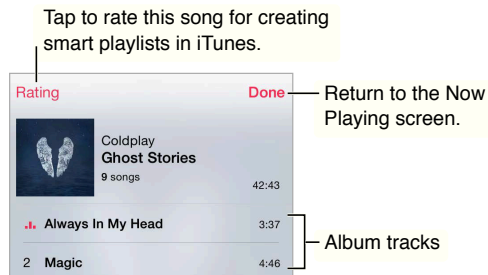 Tap to rate this song for creating
smart playlists in iTunes.
Rating
Done
Return to the Now
Playing screen.
Coldplay
Ghost Stories
9 songs
42:43
Always In My Head 3:37
Album tracks
2 Magic 4:46